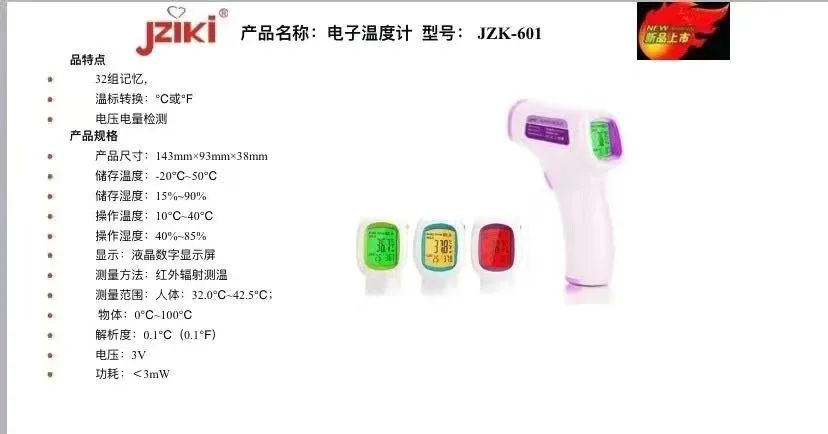 JZIKI®
产品名称：电子温度计 型号： JZK-601
NEW
新品上市
品特点
32组记忆，
温标转换：°C或°F
电压电量检测
产品规格
产品尺寸：143mm×93mm×38mm
储存温度：-20°C~50°C
储存湿度：15%~90%
操作温度：10°C~40°C
操作湿度：40%~85%
显示：液晶数字显示屏
测量方法：红外辐射测温
测量范围：人体：32.0°C~42.5°C；
物体：0°C~100°C
解析度：0.1°C（0.1°F）
电压：3V
功耗：＜3mW
36.7
37.8